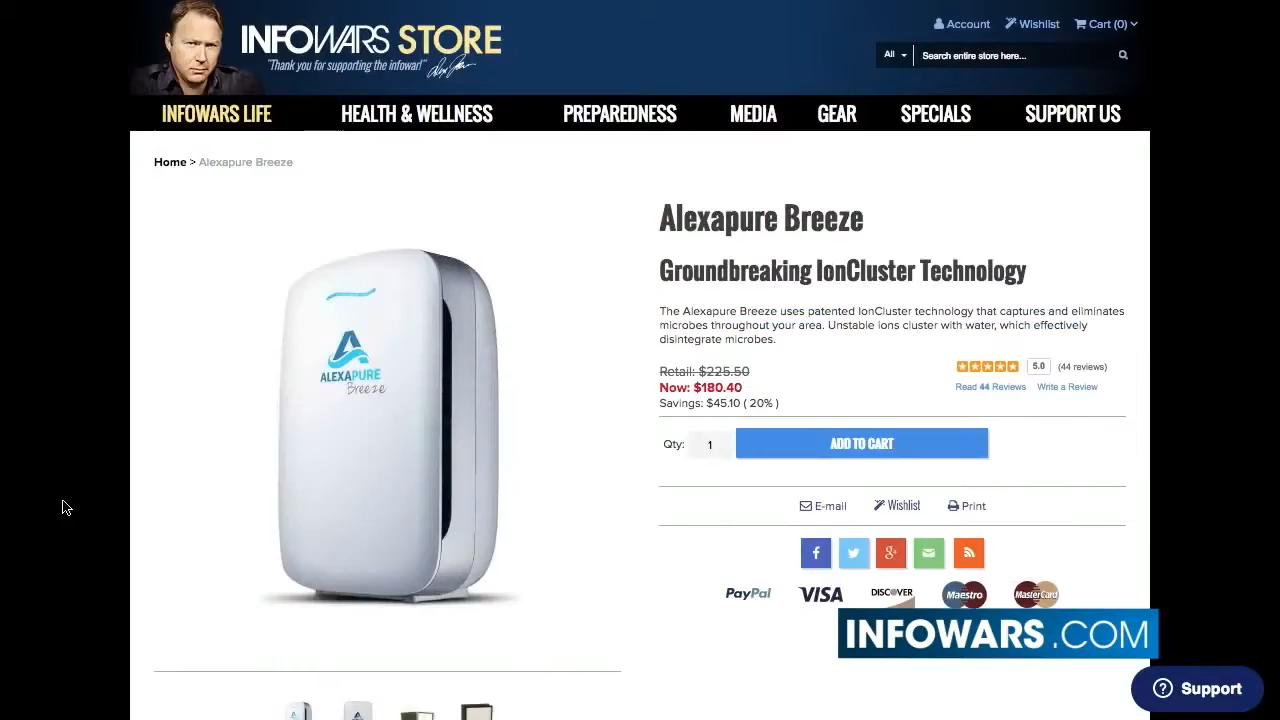 INFOWARS STORE
"Thank you for supporting the infowar!"
Account
Wishlist
Cart (0)
All
Search entire store here...
INFOWARS LIFE
HEALTH & WELLNESS
PREPAREDNESS
MEDIA
GEAR
SPECIALS
SUPPORT US
Home > Alexapure Breeze
Alexapure Breeze
Groundbreaking IonCluster Technology
The Alexapure Breeze uses patented IonCluster technology that captures and eliminates
microbes throughout your area. Unstable ions cluster with water, which effectively
disintegrate microbes.
Retail: $225.50
Now: $180.40
Savings: $45.10 ( 20% )
5.0
(44 reviews)
Read 44 Reviews
Write a Review
Qty:
1
ADD TO CART
E-mail
Wishlist
Print
f
g+
PayPal
VISA
DISCOVER
Maestro
MasterCard
ALEXAPURE
Breeze
INFOWARS.COM
Support